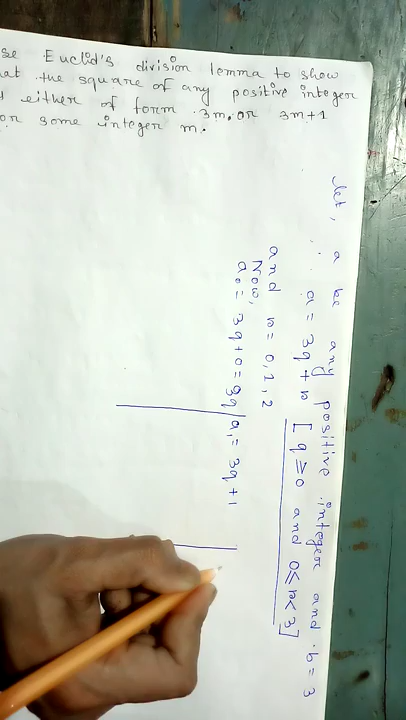 se Euclid's division lemma to show
at the square of any positive integer
either of form 3m or 3m+1
or some integer m.
let, a be any positive integer and b = 3
∴ a = 3q + r [q ≥ 0 and 0 ≤ r < 3]
and r = 0, 1, 2
Now,
a₀ = 3q + 0 = 3q
a₁ = 3q + 1